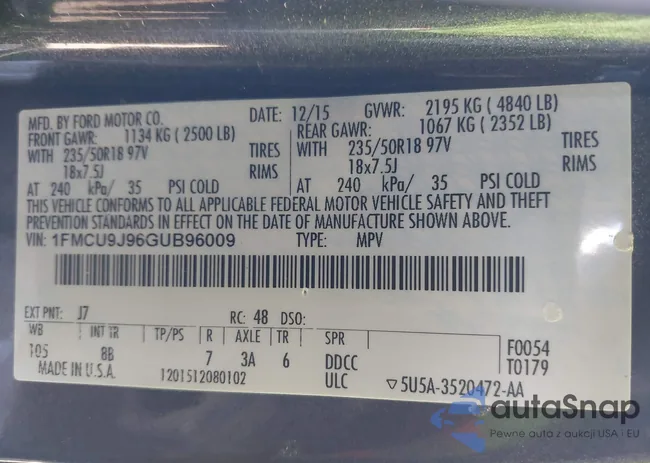 MFD. BY FORD MOTOR CO. DATE: 12/15 GVWR: 2195 KG ( 4840 LB)
FRONT GAWR: 1134 KG ( 2500 LB) REAR GAWR: 1067 KG ( 2352 LB)
WITH 235/50R18 97V TIRES WITH 235/50R18 97V TIRES
18x7.5J RIMS 18x7.5J RIMS
AT 240 kPa/ 35 PSI COLD AT 240 kPa/ 35 PSI COLD
THIS VEHICLE CONFORMS TO ALL APPLICABLE FEDERAL MOTOR VEHICLE SAFETY AND THEFT
PREVENTION STANDARDS IN EFFECT ON THE DATE OF MANUFACTURE SHOWN ABOVE.
VIN: 1FMCU9J96GUB96009 TYPE: MPV
EXT PNT: J7 RC: 48 DSO:
WB INT TR TP/PS R AXLE TR SPR F0054
105 8B 7 3A 6 DDCC T0179
MADE IN U.S.A. 1201512080102 ULC ▽5U5A-3520472-AA
autaSnap
Pewne auto z aukcji USA i EU